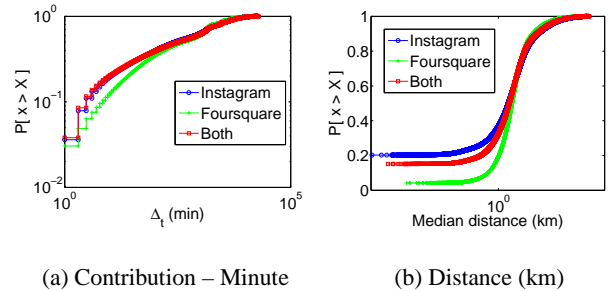 P[ x > X ]
10^0
10^−1
10^−2
10^0
10^5
Δ_t (min)
Instagram
Foursquare
Both
(a) Contribution – Minute
P[ x > X ]
1
0.8
0.6
0.4
0.2
0
10^0
Median distance (km)
Instagram
Foursquare
Both
(b) Distance (km)